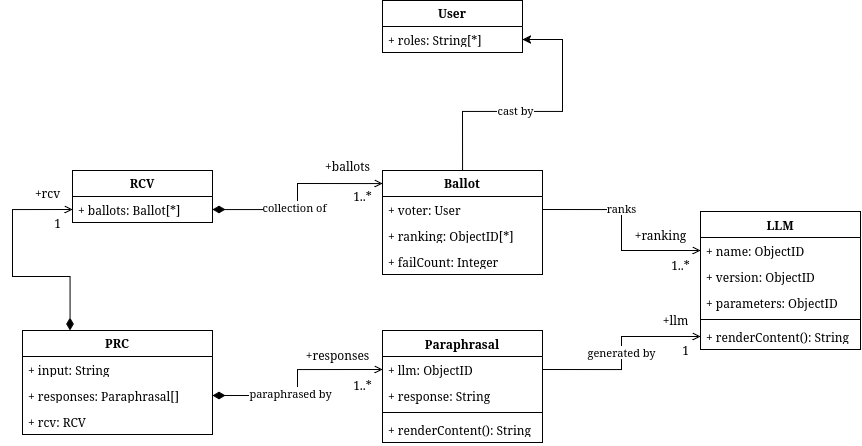 User
+ roles: String[*]
cast by
RCV
+ ballots: Ballot[*]
+rcv
1
collection of
+ballots
1..*
Ballot
+ voter: User
+ ranking: ObjectID[*]
+ failCount: Integer
ranks
+ranking
1..*
LLM
+ name: ObjectID
+ version: ObjectID
+ parameters: ObjectID
+ renderContent(): String
PRC
+ input: String
+ responses: Paraphrasal[]
+ rcv: RCV
paraphrased by
+responses
1..*
Paraphrasal
+ llm: ObjectID
+ response: String
+ renderContent(): String
generated by
+llm
1